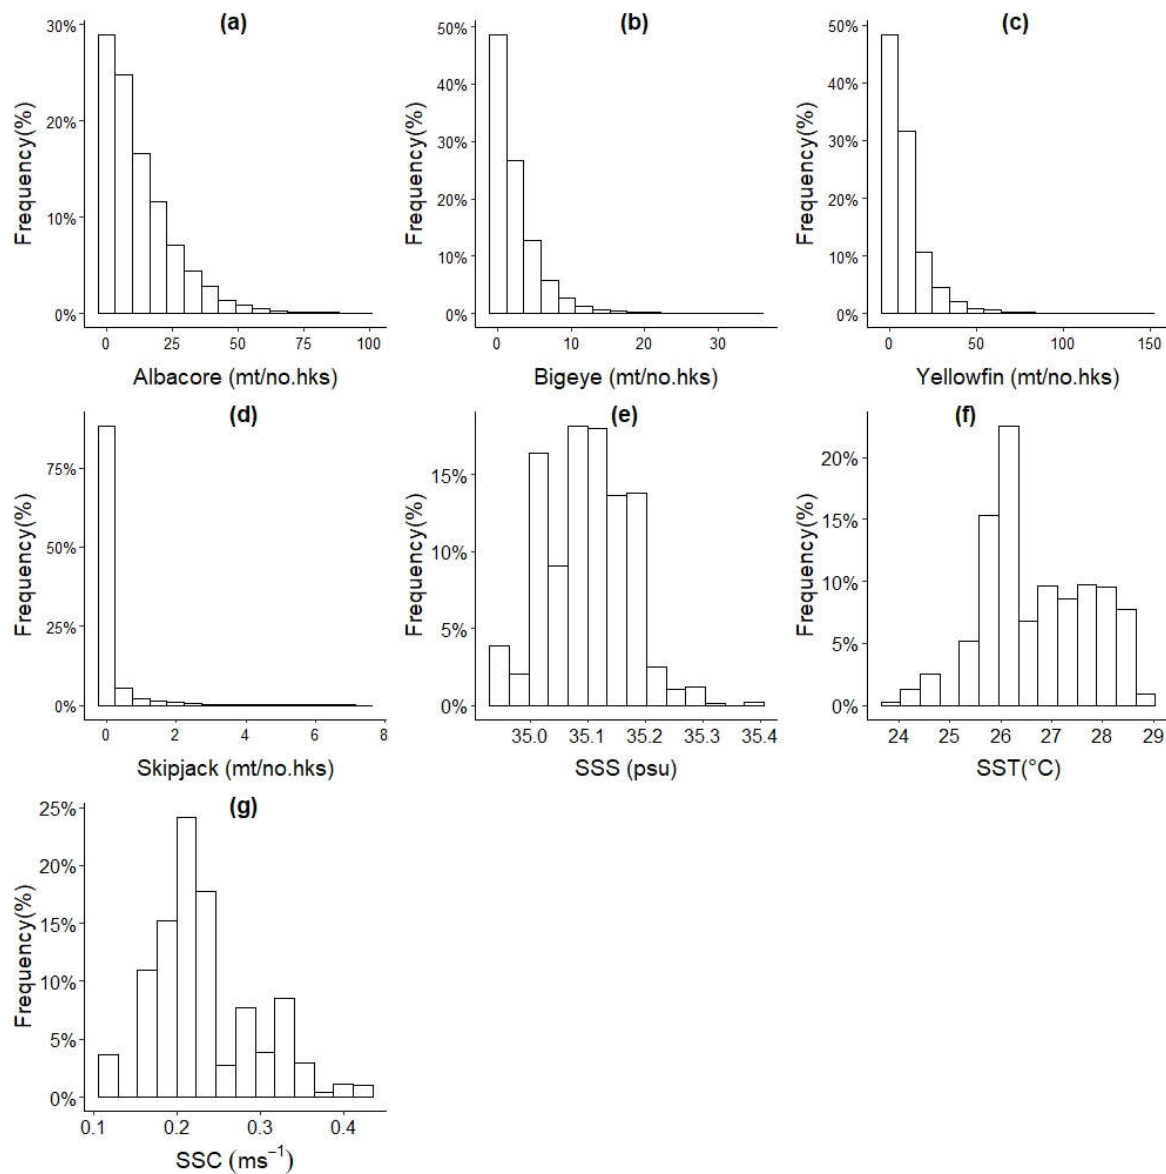 (a)
Frequency(%)
30%
20%
10%
0%
0 25 50 75 100
Albacore (mt/no.hks)
(b)
Frequency(%)
50%
40%
30%
20%
10%
0%
0 10 20 30
Bigeye (mt/no.hks)
(c)
Frequency(%)
50%
40%
30%
20%
10%
0%
0 50 100 150
Yellowfin (mt/no.hks)
(d)
Frequency(%)
75%
50%
25%
0%
0 2 4 6 8
Skipjack (mt/no.hks)
(e)
Frequency(%)
15%
10%
5%
0%
35.0 35.1 35.2 35.3 35.4
SSS (psu)
(f)
Frequency(%)
20%
15%
10%
5%
0%
24 25 26 27 28 29
SST(°C)
(g)
Frequency(%)
25%
20%
15%
10%
5%
0%
0.1 0.2 0.3 0.4
SSC (ms⁻¹)